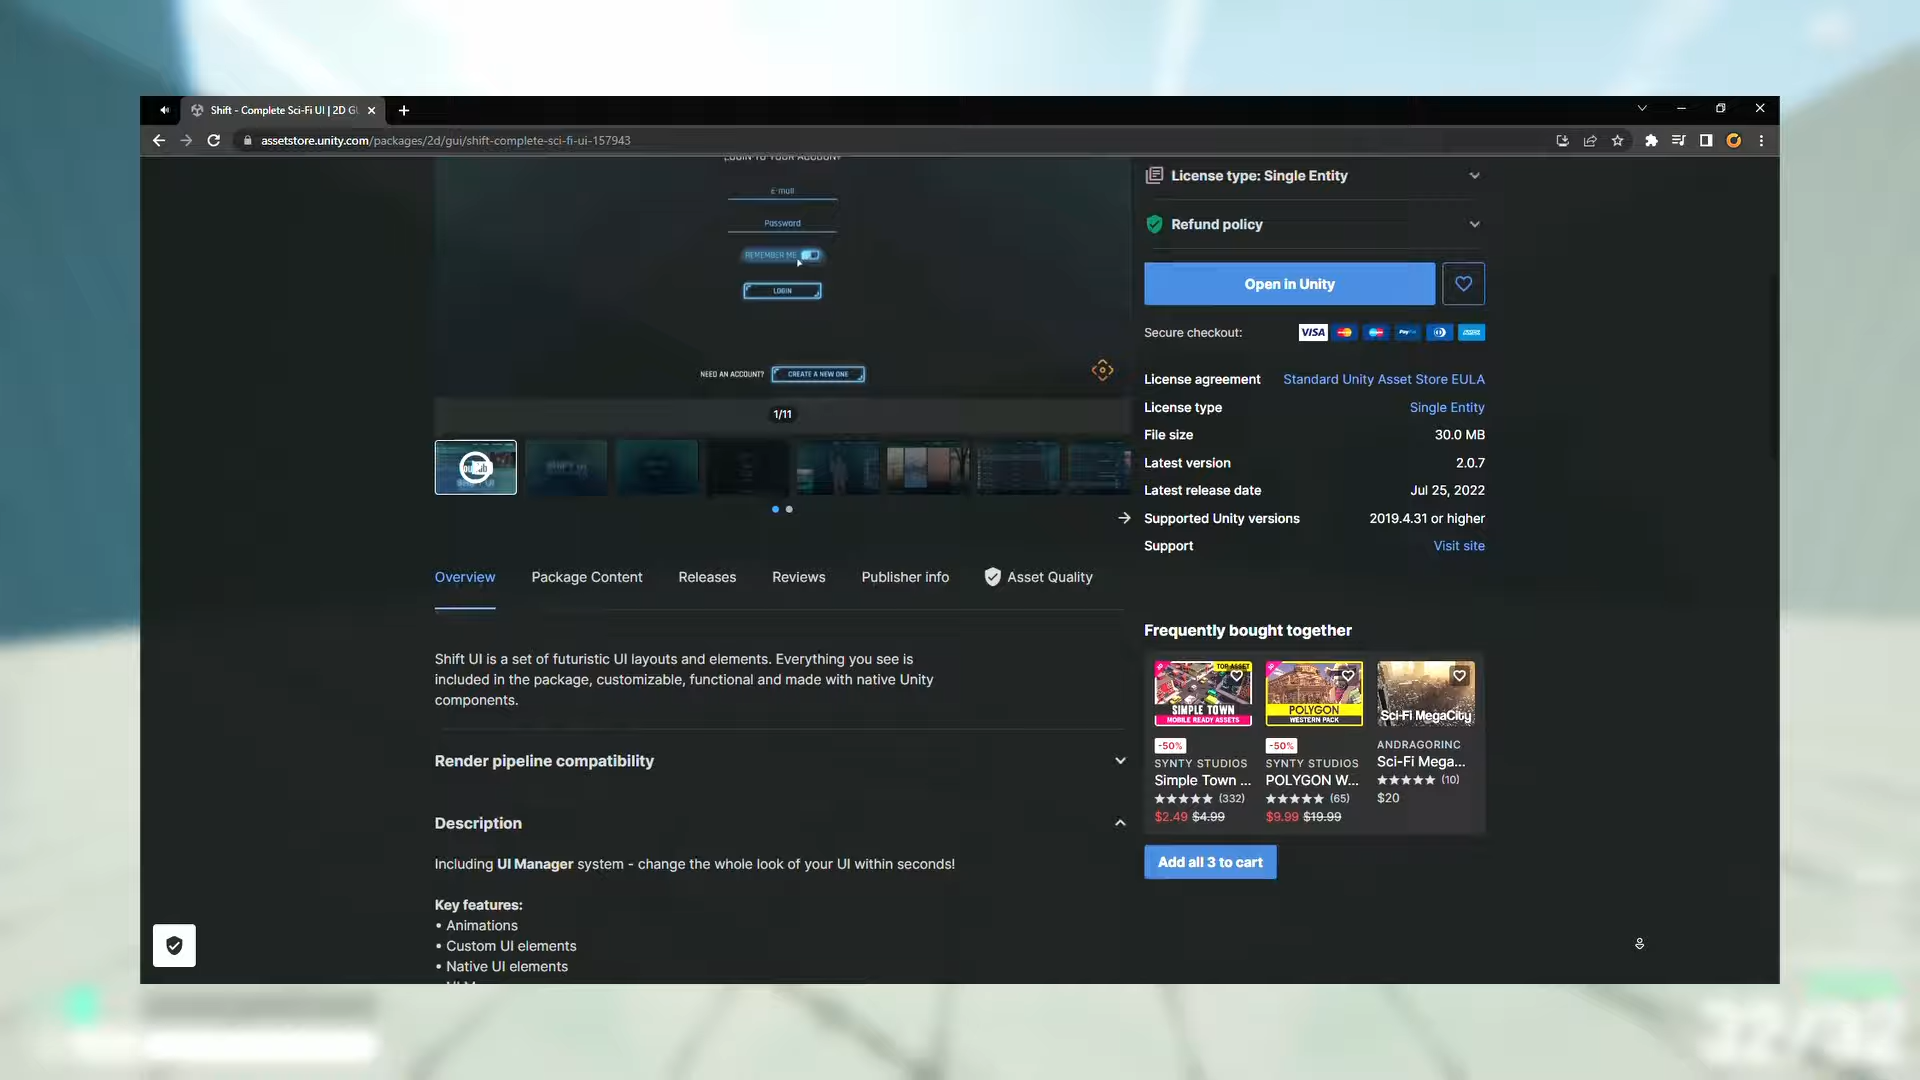 Shift - Complete Sci-Fi UI | 2D GU
assetstore.unity.com/packages/2d/gui/shift-complete-sci-fi-ui-157943
LOGIN TO YOUR ACCOUNT
E-mail
Password
REMEMBER ME
LOGIN
NEED AN ACCOUNT?
CREATE A NEW ONE
1/11
Overview
Package Content
Releases
Reviews
Publisher info
Asset Quality
Shift UI is a set of futuristic UI layouts and elements. Everything you see is
included in the package, customizable, functional and made with native Unity
components.
Render pipeline compatibility
Description
Including UI Manager system - change the whole look of your UI within seconds!
Key features:
• Animations
• Custom UI elements
• Native UI elements
License type: Single Entity
Refund policy
Open in Unity
Secure checkout:
VISA
PayPal
License agreement
Standard Unity Asset Store EULA
License type
Single Entity
File size
30.0 MB
Latest version
2.0.7
Latest release date
Jul 25, 2022
Supported Unity versions
2019.4.31 or higher
Support
Visit site
Frequently bought together
TOP ASSET
SIMPLE TOWN
MOBILE READY ASSETS
-50%
SYNTY STUDIOS
Simple Town ...
(332)
$2.49 $4.99
POLYGON
WESTERN PACK
-50%
SYNTY STUDIOS
POLYGON W...
(65)
$9.99 $19.99
Sci-Fi MegaCity
ANDRAGORINC
Sci-Fi Mega...
(10)
$20
Add all 3 to cart
32/32